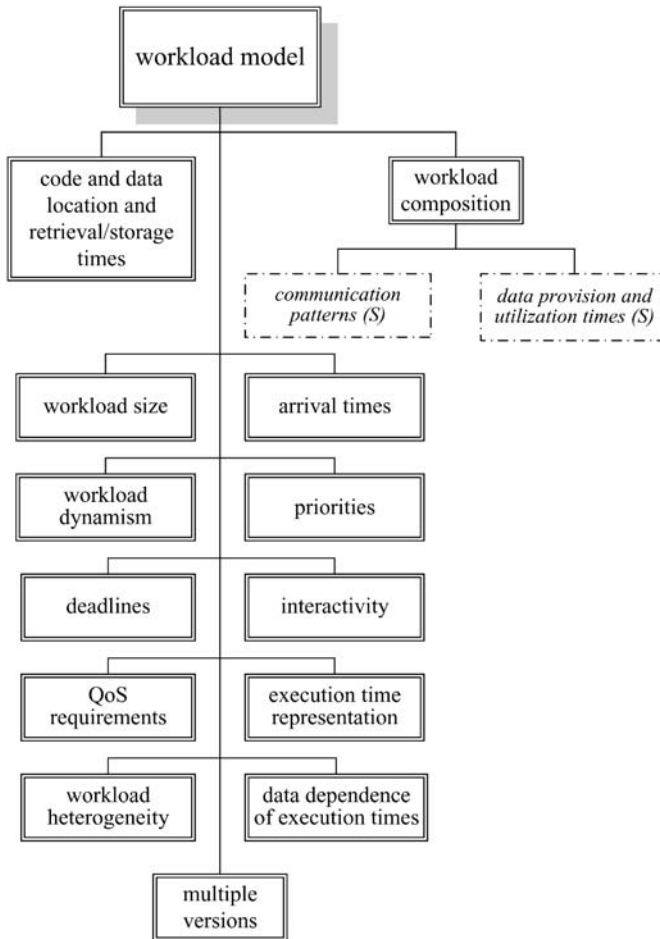 workload model
code and data
location and
retrieval/storage
times
workload
composition
communication
patterns (S)
data provision and
utilization times (S)
workload size
arrival times
workload
dynamism
priorities
deadlines
interactivity
QoS
requirements
execution time
representation
workload
heterogeneity
data dependence
of execution times
multiple
versions